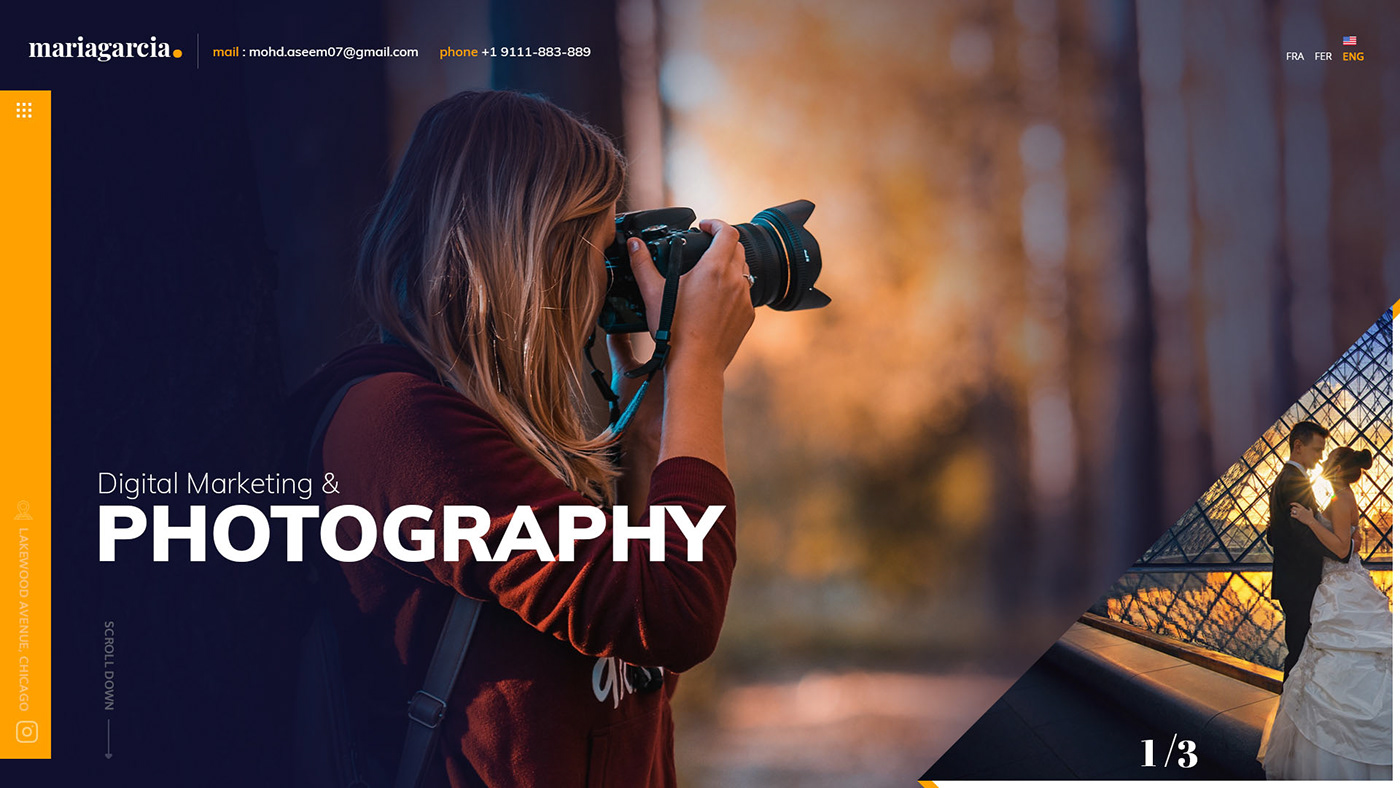 mariagarcia.
mail : mohd.aseem07@gmail.com phone +1 9111-883-889
FRA FER ENG
Digital Marketing &
PHOTOGRAPHY
LAKEWOOD AVENUE, CHICAGO
SCROLL DOWN
1/3